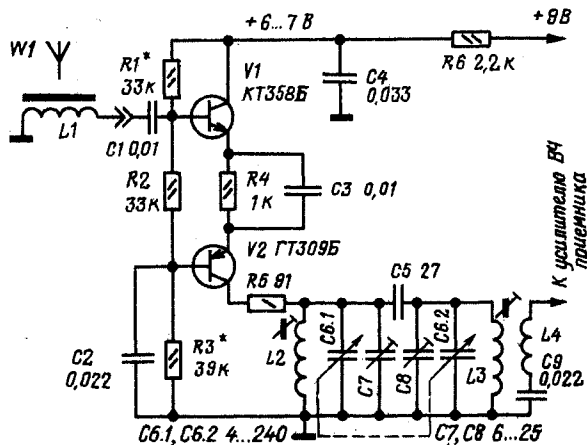 +6...7 В
+9В
W1
R1*
33к
V1
КТ358Б
C4
0,033
R6 2,2к
L1
C1 0,01
R2
33к
R4
1к
C3 0,01
V2 ГТ309Б
R5 91
C5 27
К усилителю ВЧ
приемника
C2
0,022
R3*
39к
L2
C6.1
C7
C8
C6.2
L3
L4
C9
0,022
C6.1, C6.2 4...240
C7, C8 6...25